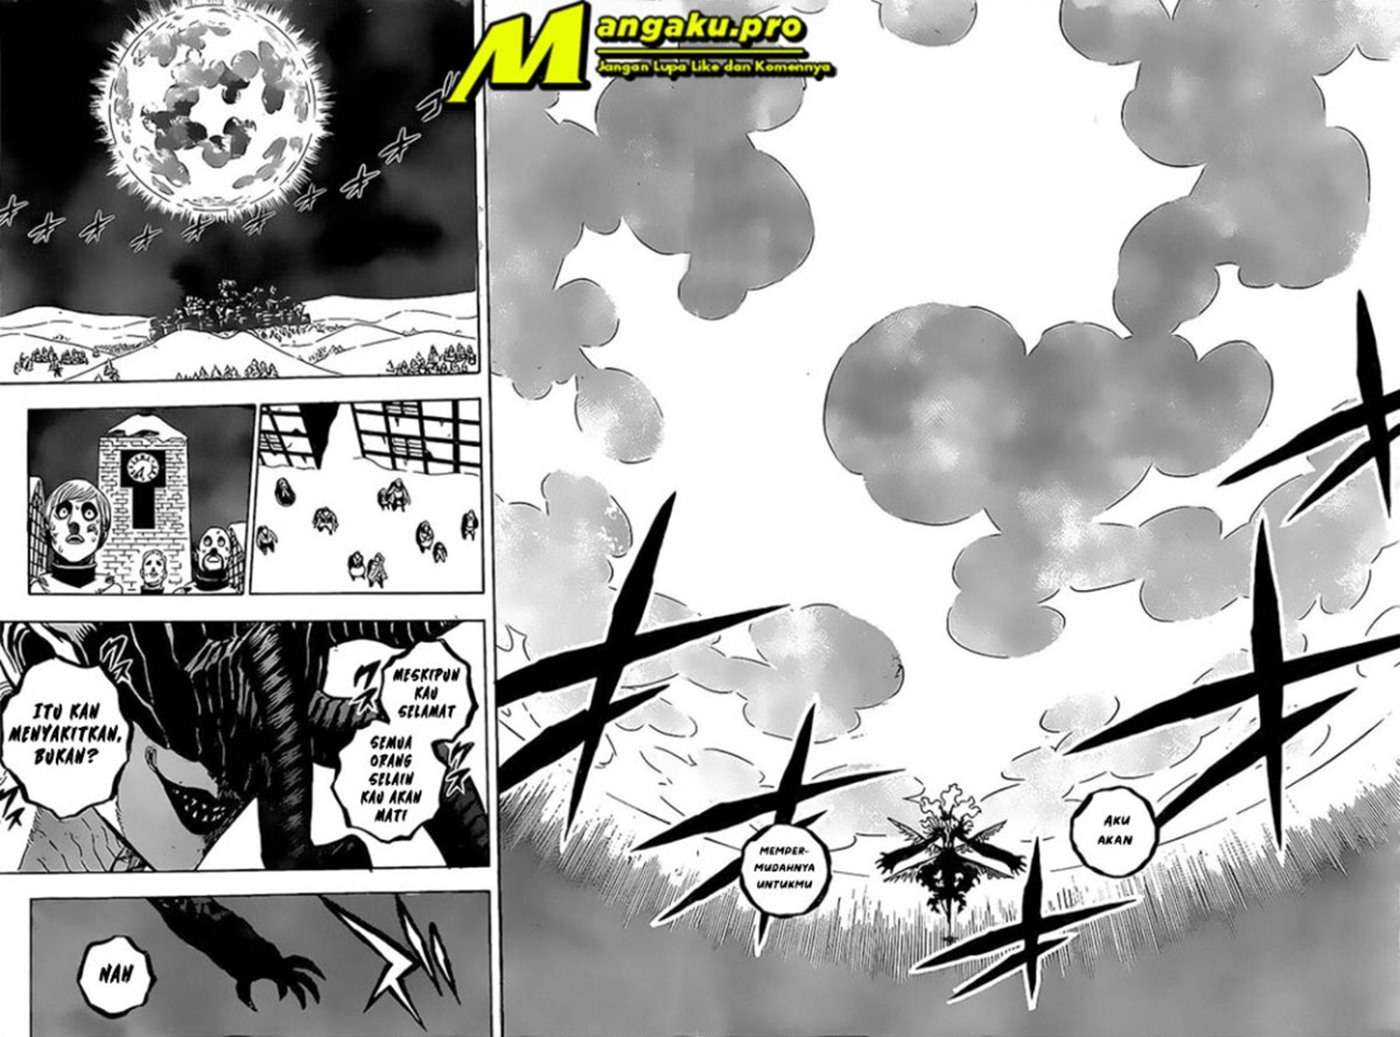 Mangaku.pro
Jangan Lupa Like dan Komennya
AKU
AKAN
MEMPER-
MUDAHNYA
UNTUKMU
MESKIPUN
KAU
SELAMAT
SEMUA
ORANG
SELAIN
KAU AKAN
MATI
ITU KAN
MENYAKITKAN,
BUKAN?
NAH